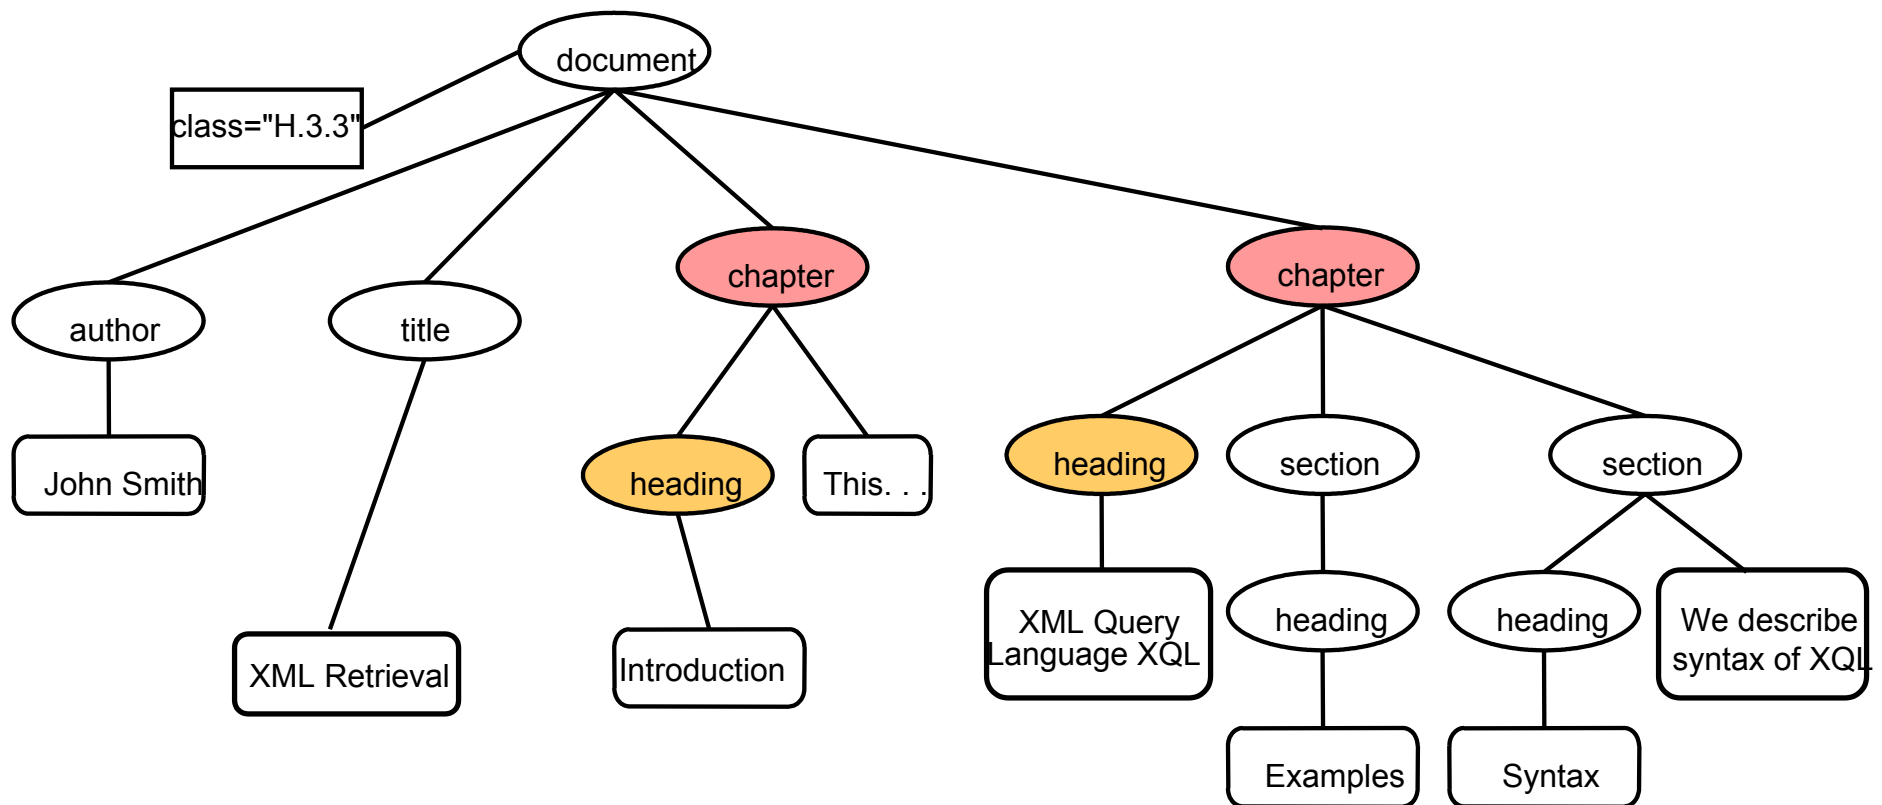 document
class="H.3.3"
chapter
chapter
author
title
heading
section
section
John Smith
heading
This. . .
XML Query
Language XQL
heading
heading
We describe
syntax of XQL
XML Retrieval
Introduction
Examples
Syntax